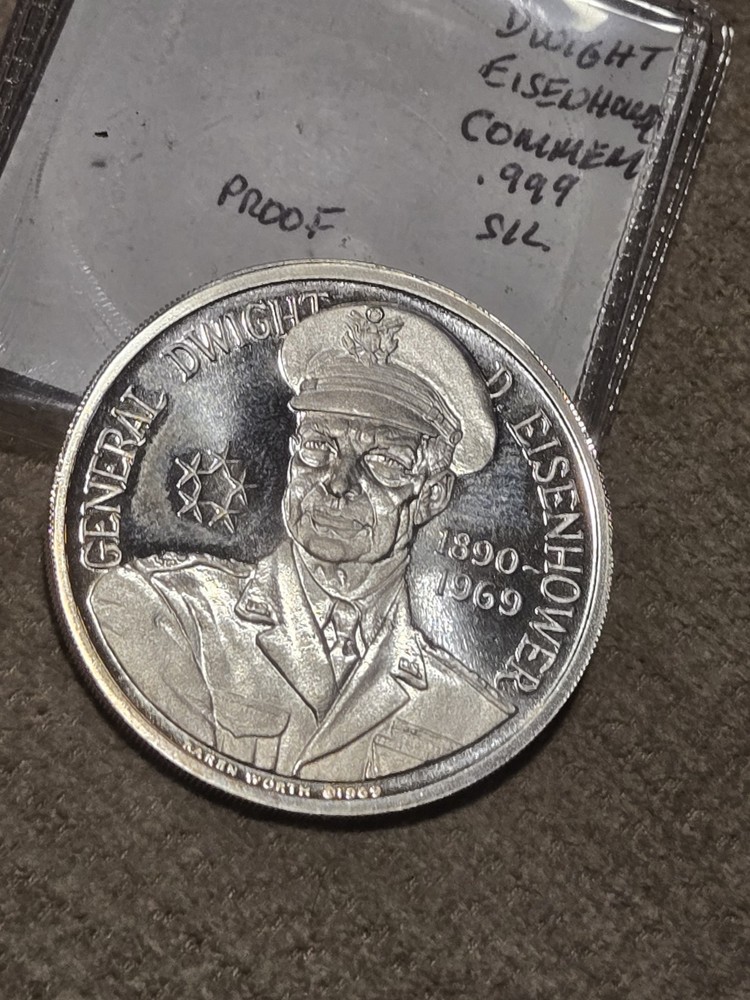 DWIGHT
EISENHOWER
COMMEM
.999
SIL
PROOF
GENERAL DWIGHT D. EISENHOWER
1890-
1969
KAREN WORTH ©1969